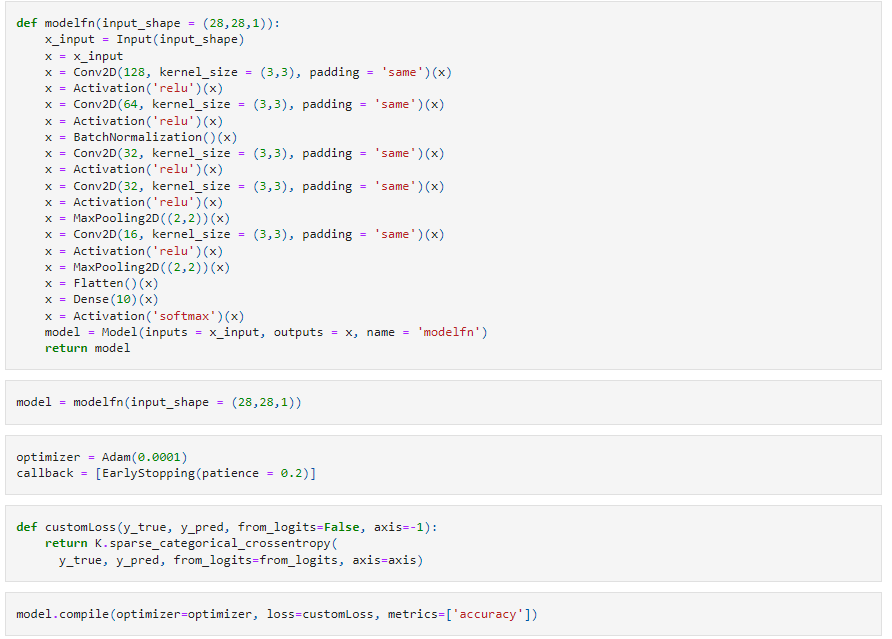 def modelfn(input_shape = (28,28,1)):
    x_input = Input(input_shape)
    x = x_input
    x = Conv2D(128, kernel_size = (3,3), padding = 'same')(x)
    x = Activation('relu')(x)
    x = Conv2D(64, kernel_size = (3,3), padding = 'same')(x)
    x = Activation('relu')(x)
    x = BatchNormalization()(x)
    x = Conv2D(32, kernel_size = (3,3), padding = 'same')(x)
    x = Activation('relu')(x)
    x = Conv2D(32, kernel_size = (3,3), padding = 'same')(x)
    x = Activation('relu')(x)
    x = MaxPooling2D((2,2))(x)
    x = Conv2D(16, kernel_size = (3,3), padding = 'same')(x)
    x = Activation('relu')(x)
    x = MaxPooling2D((2,2))(x)
    x = Flatten()(x)
    x = Dense(10)(x)
    x = Activation('softmax')(x)
    model = Model(inputs = x_input, outputs = x, name = 'modelfn')
    return model
model = modelfn(input_shape = (28,28,1))
optimizer = Adam(0.0001)
callback = [EarlyStopping(patience = 0.2)]
def customLoss(y_true, y_pred, from_logits=False, axis=-1):
    return K.sparse_categorical_crossentropy(
      y_true, y_pred, from_logits=from_logits, axis=axis)
model.compile(optimizer=optimizer, loss=customLoss, metrics=['accuracy'])